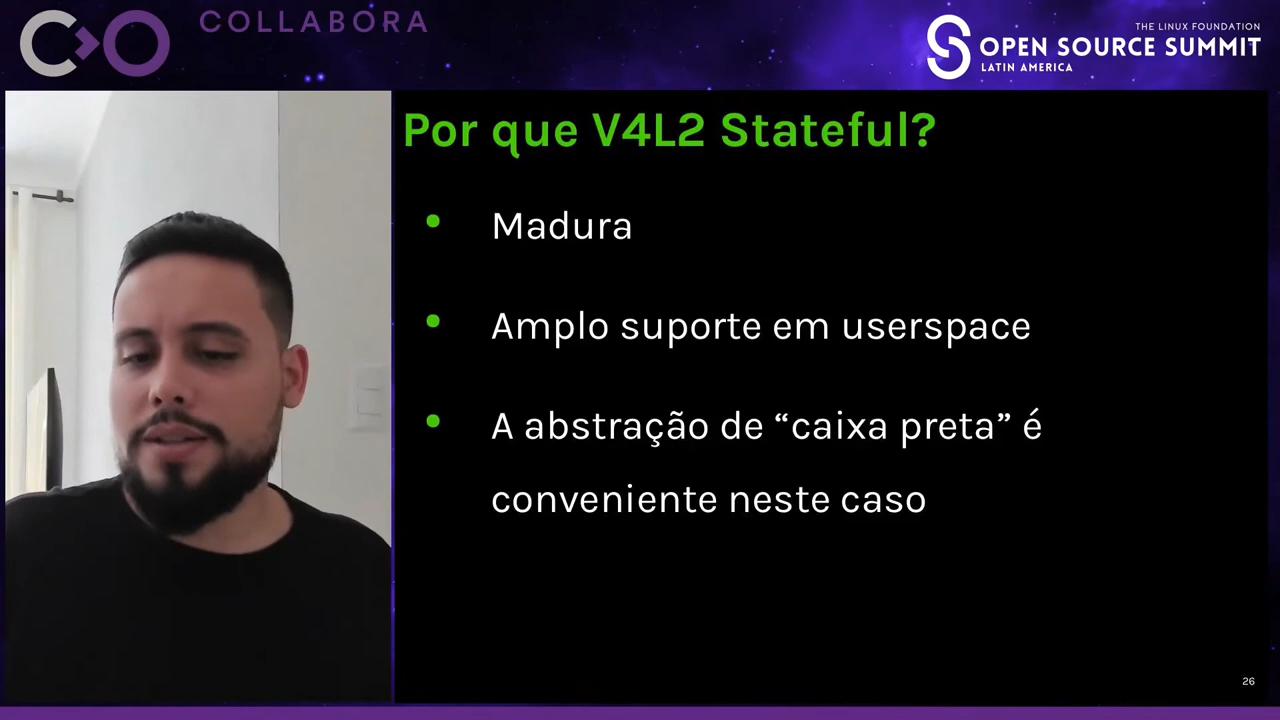 COLLABORA
THE LINUX FOUNDATION
OPEN SOURCE SUMMIT
LATIN AMERICA
Por que V4L2 Stateful?
Madura
Amplo suporte em userspace
A abstração de “caixa preta” é
conveniente neste caso
26